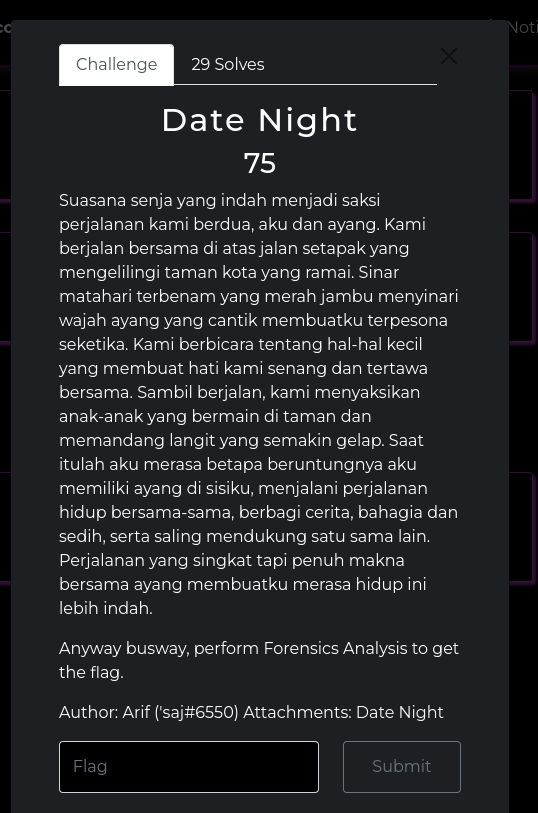 Noti
Challenge
29 Solves
Date Night
75
Suasana senja yang indah menjadi saksi
perjalanan kami berdua, aku dan ayang. Kami
berjalan bersama di atas jalan setapak yang
mengelilingi taman kota yang ramai. Sinar
matahari terbenam yang merah jambu menyinari
wajah ayang yang cantik membuatku terpesona
seketika. Kami berbicara tentang hal-hal kecil
yang membuat hati kami senang dan tertawa
bersama. Sambil berjalan, kami menyaksikan
anak-anak yang bermain di taman dan
memandang langit yang semakin gelap. Saat
itulah aku merasa betapa beruntungnya aku
memiliki ayang di sisiku, menjalani perjalanan
hidup bersama-sama, berbagi cerita, bahagia dan
sedih, serta saling mendukung satu sama lain.
Perjalanan yang singkat tapi penuh makna
bersama ayang membuatku merasa hidup ini
lebih indah.
Anyway busway, perform Forensics Analysis to get
the flag.
Author: Arif ('saj#6550) Attachments: Date Night
Flag
Submit